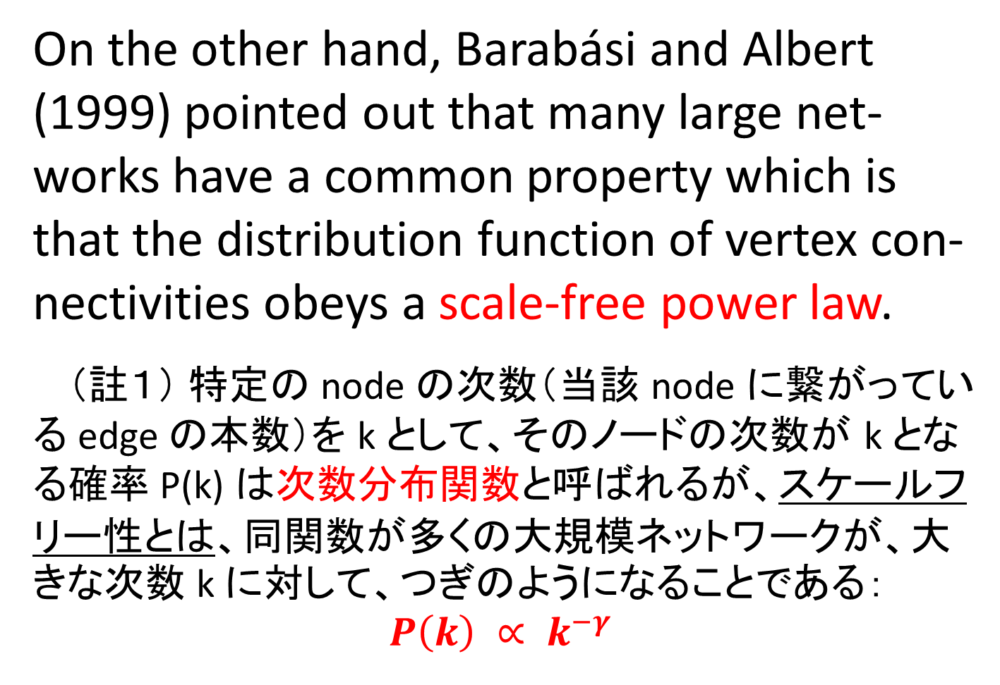 On the other hand, Barabási and Albert
(1999) pointed out that many large net-
works have a common property which is
that the distribution function of vertex con-
nectivities obeys a scale-free power law.
（註１）特定の node の次数（当該 node に繋がってい
る edge の本数）を k として、そのノードの次数が k とな
る確率 P(k) は次数分布関数と呼ばれるが、スケールフ
リー性とは、同関数が多くの大規模ネットワークが、大
きな次数 k に対して、つぎのようになることである：
P(k) ∝ k^{-γ}